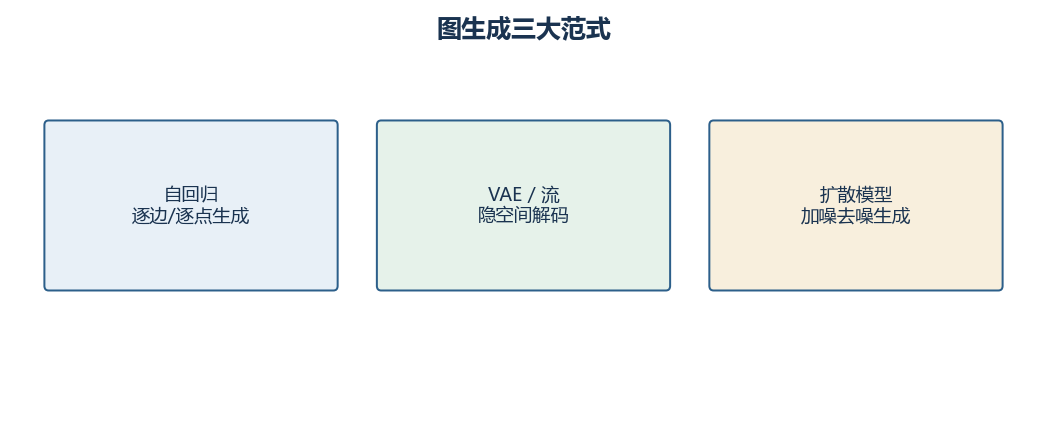 图生成三大范式
自回归
逐边/逐点生成
VAE / 流
隐空间解码
扩散模型
加噪去噪生成